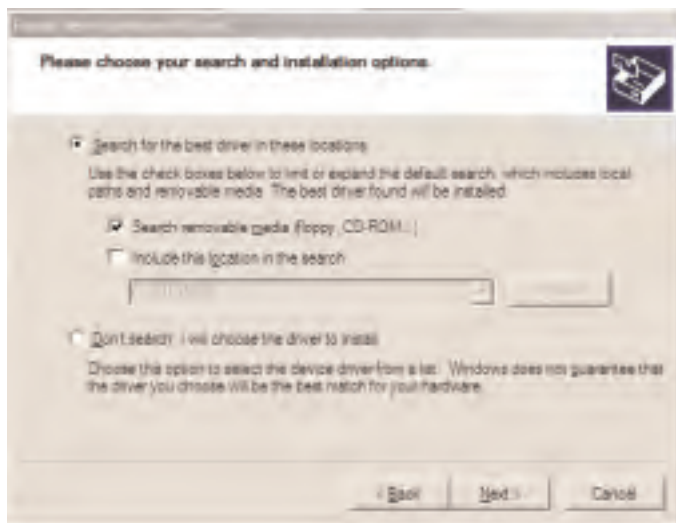 Please choose your search and installation options.
Search for the best driver in these locations.
Use the check boxes below to limit or expand the default search, which includes local
paths and removable media. The best driver found will be installed.
Search removable media (floppy, CD-ROM...)
Include this location in the search:
Don't search. I will choose the driver to install.
Choose this option to select the device driver from a list. Windows does not guarantee that
the driver you choose will be the best match for your hardware.
< Back
Next >
Cancel